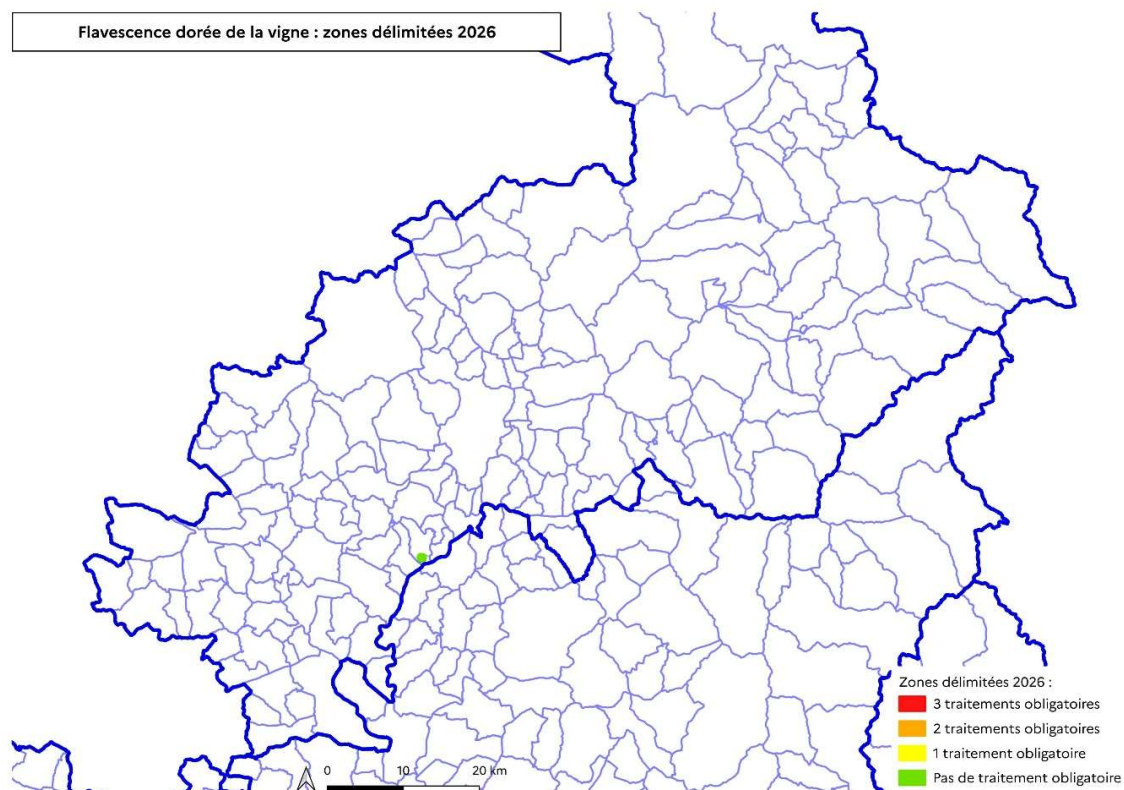 Flavescence dorée de la vigne : zones délimitées 2026
Zones délimitées 2026 :
3 traitements obligatoires
2 traitements obligatoires
1 traitement obligatoire
Pas de traitement obligatoire
0 10 20 km